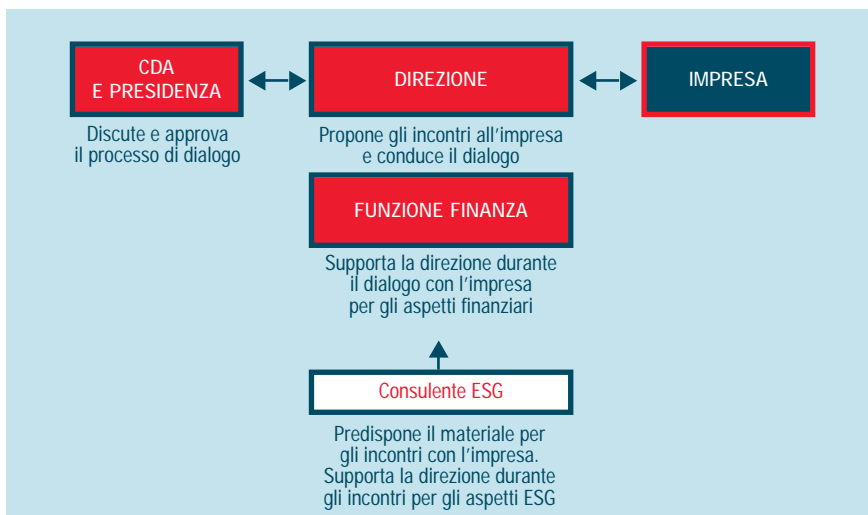 CDA
E PRESIDENZA
Discute e approva
il processo di dialogo
DIREZIONE
Propone gli incontri all'impresa
e conduce il dialogo
IMPRESA
FUNZIONE FINANZA
Supporta la direzione durante
il dialogo con l'impresa
per gli aspetti finanziari
Consulente ESG
Predispone il materiale per
gli incontri con l'impresa.
Supporta la direzione durante
gli incontri per gli aspetti ESG